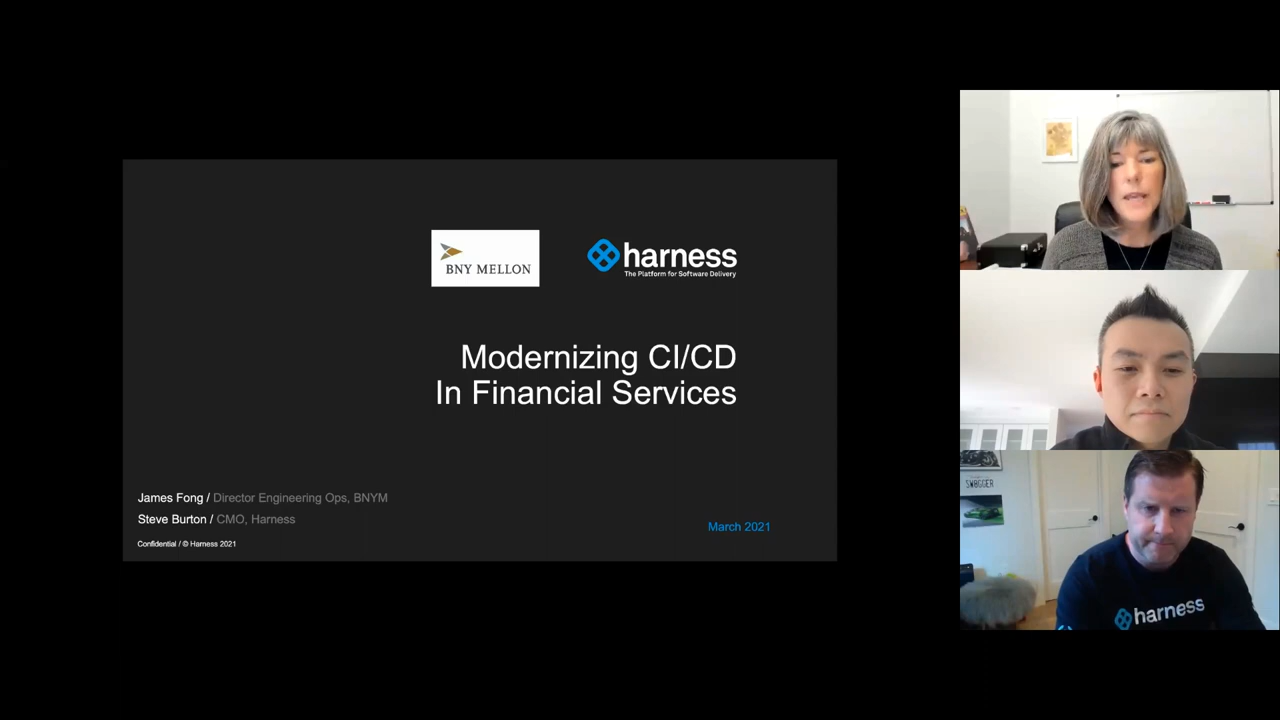 BNY MELLON
harness
The Platform for Software Delivery
Modernizing CI/CD
In Financial Services
James Fong / Director Engineering Ops, BNYM
Steve Burton / CMO, Harness
March 2021
Confidential / © Harness 2021
SWAGGER
harness